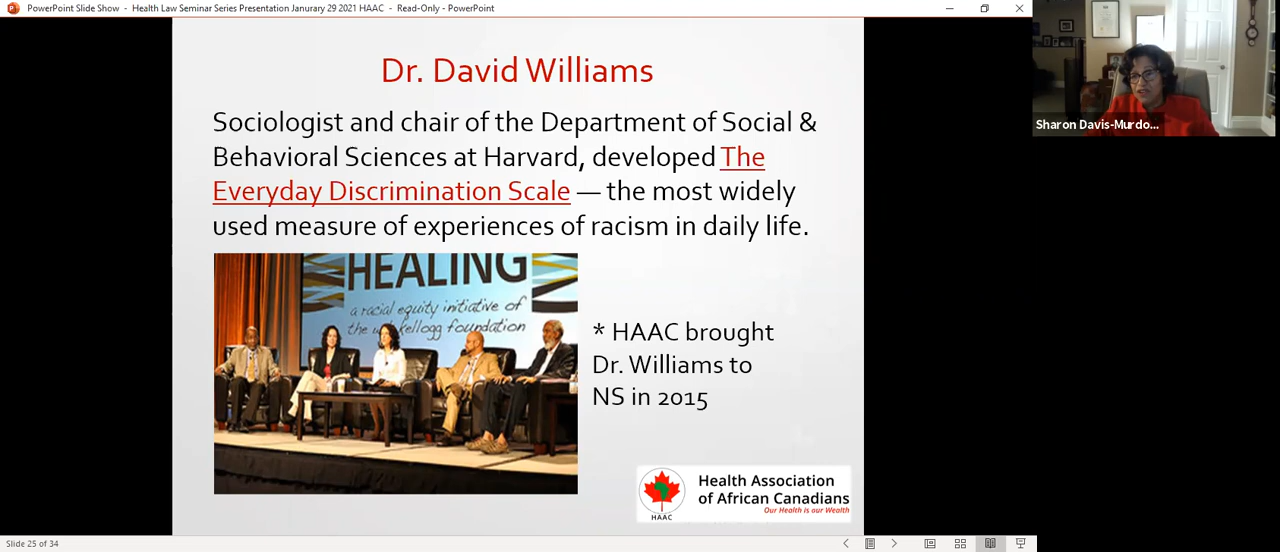 PowerPoint Slide Show - Health Law Seminar Series Presentation Janurary 29 2021 HAAC - Read-Only - PowerPoint
Dr. David Williams
Sociologist and chair of the Department of Social &
Behavioral Sciences at Harvard, developed The
Everyday Discrimination Scale — the most widely
used measure of experiences of racism in daily life.
HEALING
a racial equity initiative of
the w.k. kellogg foundation
* HAAC brought
Dr. Williams to
NS in 2015
HAAC
Health Association
of African Canadians
Our Health is our Wealth
Slide 25 of 34
Sharon Davis-Murdo...